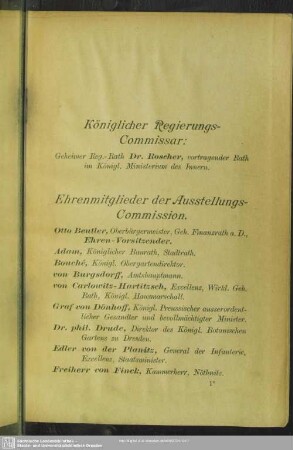 Königlicher Regierungs-
Commissar:
Geheimer Reg.-Rath Dr. Roscher, vortragender Rath
im Königl. Ministerium des Innern.
Ehrenmitglieder der Ausstellungs-
Commission.
Otto Beutler, Oberbürgermeister, Geh. Finanzrath a. D.,
Ehren-Vorsitzender.
Adam, Königlicher Baurath, Stadtrath.
Bouché, Königl. Obergartendirektor.
von Burgsdorff, Amtshauptmann.
von Carlowitz-Hartitzsch, Excellenz, Wirkl. Geh.
Rath, Königl. Hausmarschall.
Graf von Dönhoff, Königl. Preussischer ausserordent-
licher Gesandter und bevollmächtigter Minister.
Dr. phil. Drude, Direktor des Königl. Botanischen
Gartens zu Dresden.
Edler von der Planitz, General der Infanterie,
Excellenz, Staatsminister.
Freiherr von Finck, Kammerherr, Nöthnitz.
1*